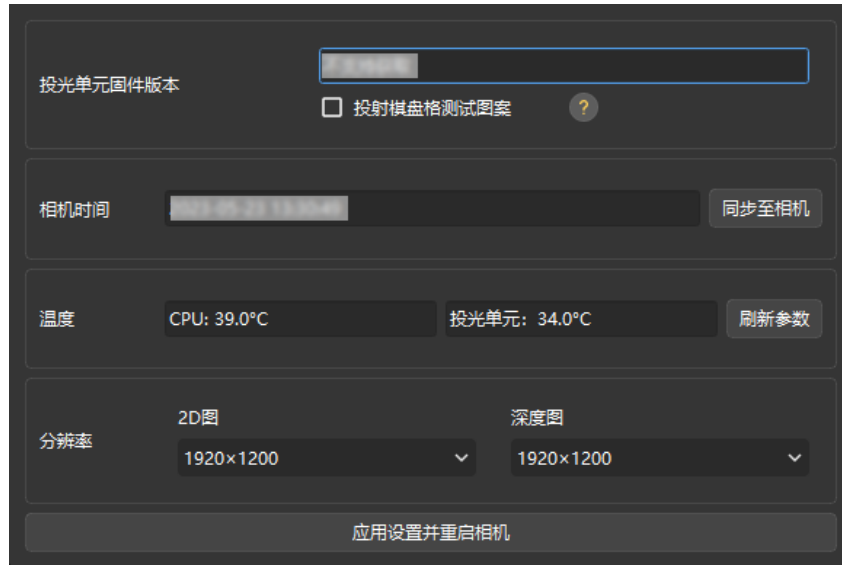 投光单元固件版本
投射棋盘格测试图案
?
相机时间
同步至相机
温度
CPU: 39.0°C
投光单元: 34.0°C
刷新参数
2D图
深度图
分辨率
1920×1200
1920×1200
应用设置并重启相机